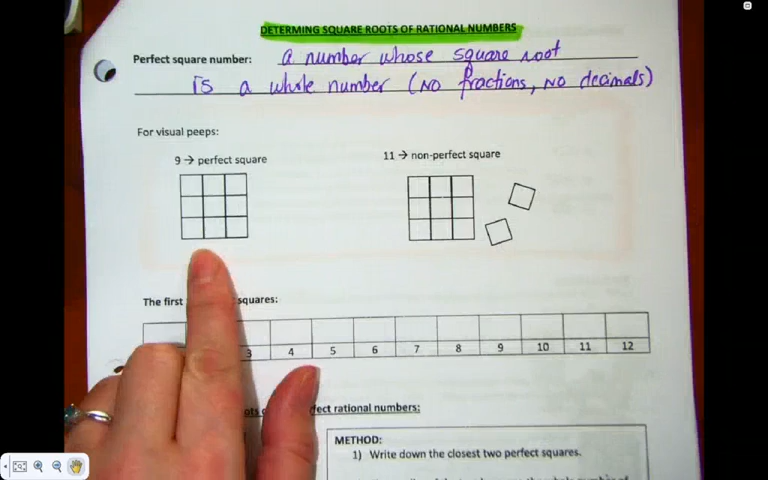 DETERMING SQUARE ROOTS OF RATIONAL NUMBERS
Perfect square number: a number whose square root
is a whole number (NO fractions, NO decimals)
For visual peeps:
9 → perfect square
11 → non-perfect square
The first squares:
3 4 5 6 7 8 9 10 11 12
fect rational numbers:
METHOD:
1) Write down the closest two perfect squares.